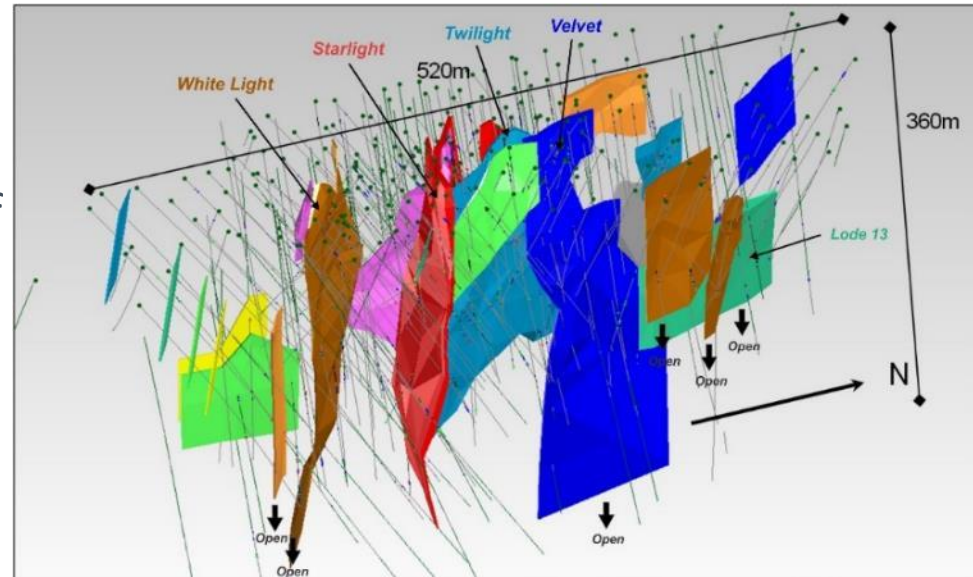 Velvet
Twilight
Starlight
520m
White Light
360m
Lode 13
Open
Open
Open
N
Open
Open
Open